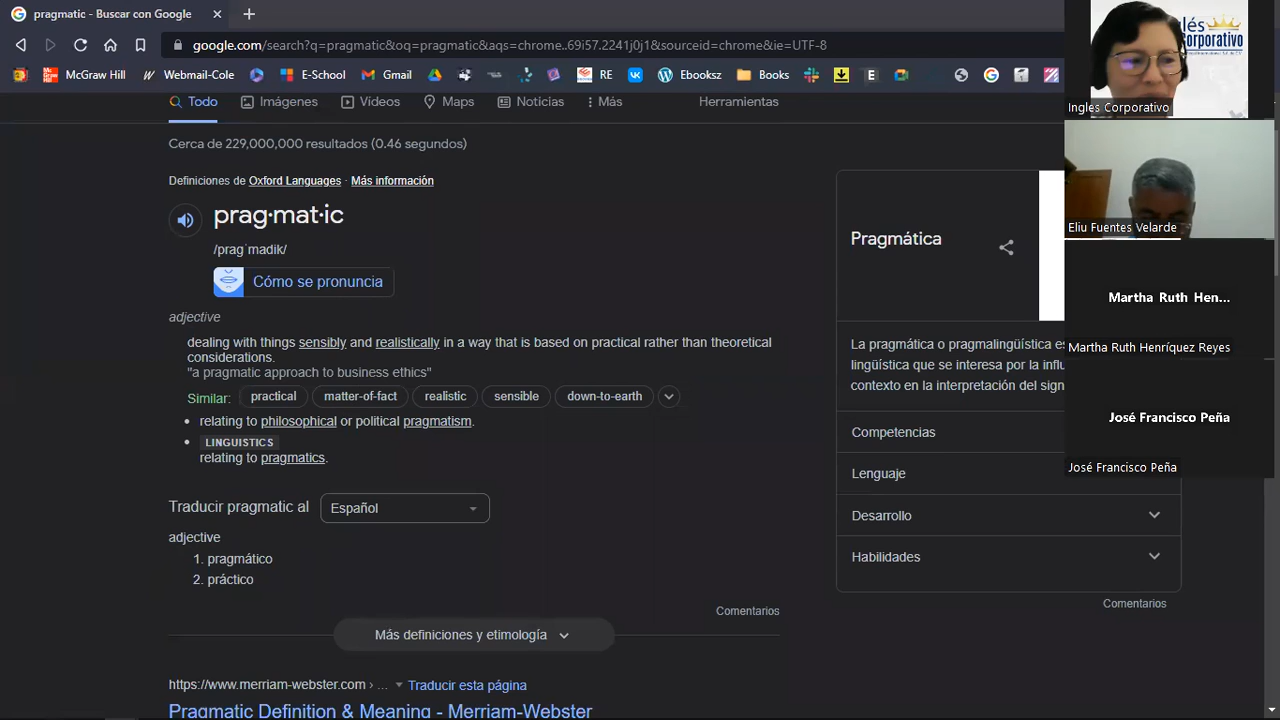 pragmatic - Buscar con Google
google.com/search?q=pragmatic&oq=pragmatic&aqs=chrome..69i57.2241j0j1&sourceid=chrome&ie=UTF-8
McGraw Hill
Webmail-Cole
E-School
Gmail
RE
Ebooksz
Books
Todo
Imágenes
Videos
Maps
Noticias
Más
Herramientas
Cerca de 229,000,000 resultados (0.46 segundos)
Definiciones de Oxford Languages · Más información
prag·mat·ic
/praɡˈmadik/
Cómo se pronuncia
adjective
dealing with things sensibly and realistically in a way that is based on practical rather than theoretical
considerations.
"a pragmatic approach to business ethics"
Similar: practical matter-of-fact realistic sensible down-to-earth
• relating to philosophical or political pragmatism.
• LINGUISTICS
relating to pragmatics.
Traducir pragmatic al Español
adjective
1. pragmático
2. práctico
Comentarios
Más definiciones y etimología
https://www.merriam-webster.com › ... Traducir esta página
Pragmatic Definition & Meaning - Merriam-Webster
Pragmática
La pragmática o pragmalingüística es
lingüística que se interesa por la influ
contexto en la interpretación del sign
Competencias
Lenguaje
Desarrollo
Habilidades
Comentarios
glés
Corporativo
Ingles Corporativo
Eliu Fuentes Velarde
Martha Ruth Hen...
Martha Ruth Henríquez Reyes
José Francisco Peña
José Francisco Peña